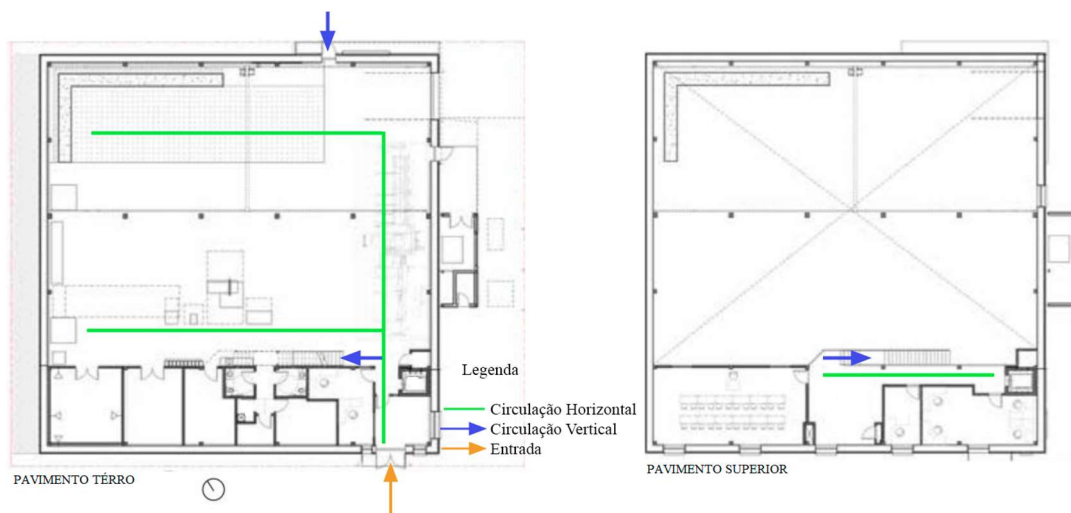 Legenda
Circulação Horizontal
Circulação Vertical
Entrada
PAVIMENTO TÉRRO
PAVIMENTO SUPERIOR